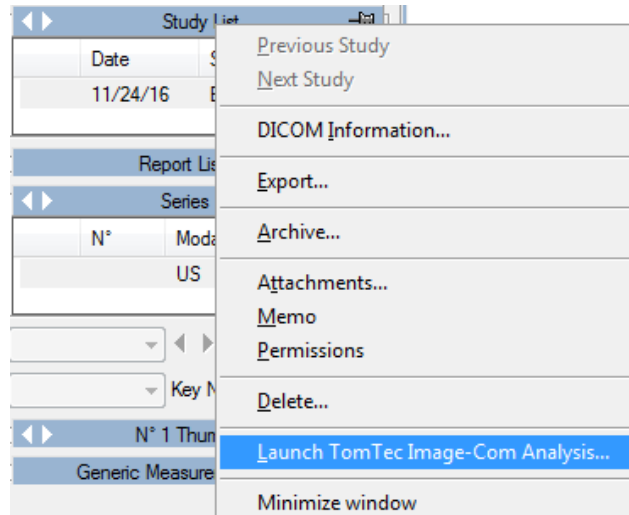 Study List
Date
11/24/16
Report Lis
Series
N° Moda
US
Key N
N° 1 Thum
Generic Measure
Previous Study
Next Study
DICOM Information...
Export...
Archive...
Attachments...
Memo
Permissions
Delete...
Launch TomTec Image-Com Analysis...
Minimize window